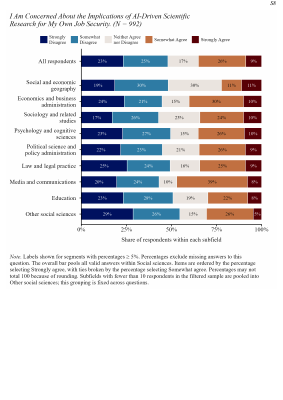 58
I Am Concerned About the Implications of AI-Driven Scientific
Research for My Own Job Security. (N = 992)
Strongly Disagree
Somewhat Disagree
Neither Agree nor Disagree
Somewhat Agree
Strongly Agree
All respondents 23% 25% 17% 26% 9%
Social and economic geography 19% 30% 30% 11% 11%
Economics and business administration 24% 21% 15% 30% 10%
Sociology and related studies 17% 26% 23% 24% 10%
Psychology and cognitive sciences 23% 27% 15% 26% 10%
Political science and policy administration 22% 23% 21% 26% 9%
Law and legal practice 25% 24% 25% 9%
Media and communications 20% 24% 10% 39% 8%
Education 23% 28% 19% 22% 8%
Other social sciences 29% 26% 15% 26% 5%
0% 25% 50% 75% 100%
Share of respondents within each subfield
Note. Labels shown for segments with percentages ≥ 5%. Percentages exclude missing answers to this
question. The overall bar pools all valid answers within Social sciences. Items are ordered by the percentage
selecting Strongly agree, with ties broken by the percentage selecting Somewhat agree. Percentages may not
total 100 because of rounding. Subfields with fewer than 10 respondents in the filtered sample are pooled into
Other social sciences; this grouping is fixed across questions.